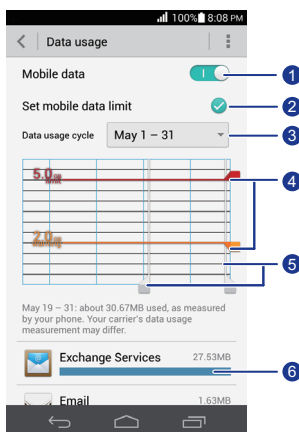 100% 8:08 PM
Data usage
Mobile data
1
Set mobile data limit
2
Data usage cycle May 1 – 31
3
5.0
4
2.0
5
May 19 – 31: about 30.67MB used, as measured
by your phone. Your carrier's data usage
measurement may differ.
Exchange Services 27.53MB
6
Email 1.63MB